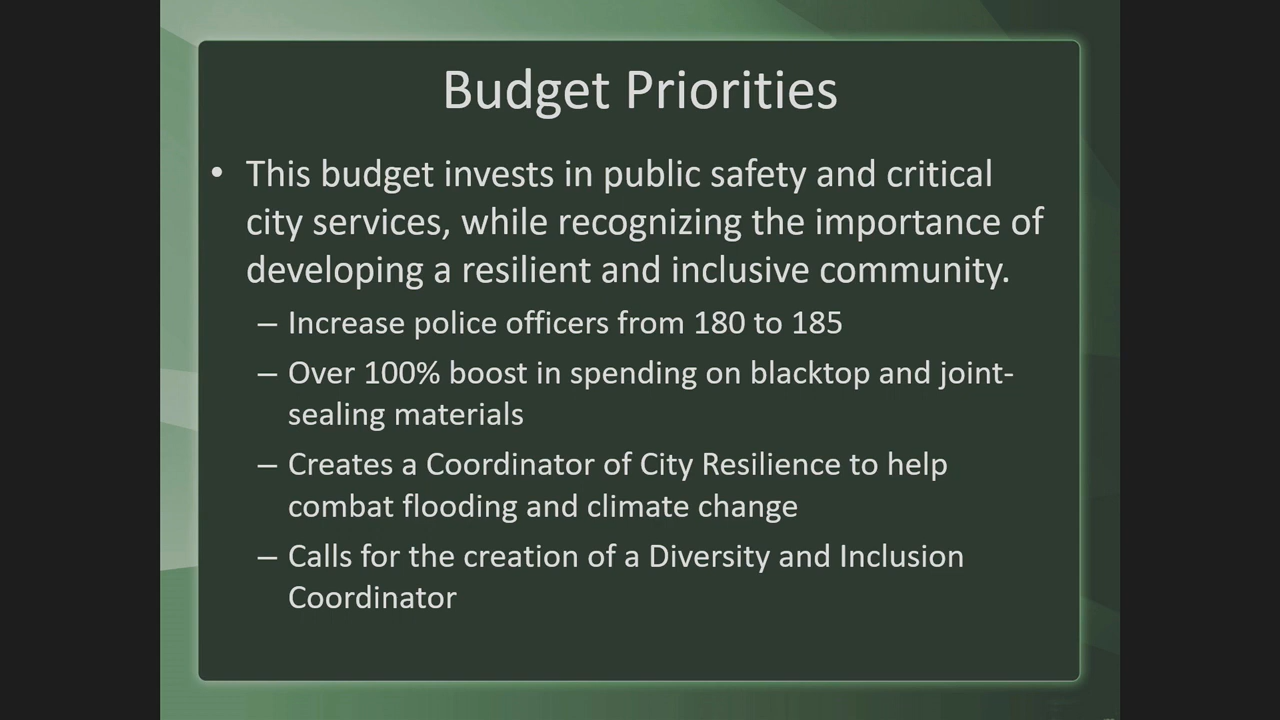 Budget Priorities
• This budget invests in public safety and critical
city services, while recognizing the importance of
developing a resilient and inclusive community.
– Increase police officers from 180 to 185
– Over 100% boost in spending on blacktop and joint-
sealing materials
– Creates a Coordinator of City Resilience to help
combat flooding and climate change
– Calls for the creation of a Diversity and Inclusion
Coordinator